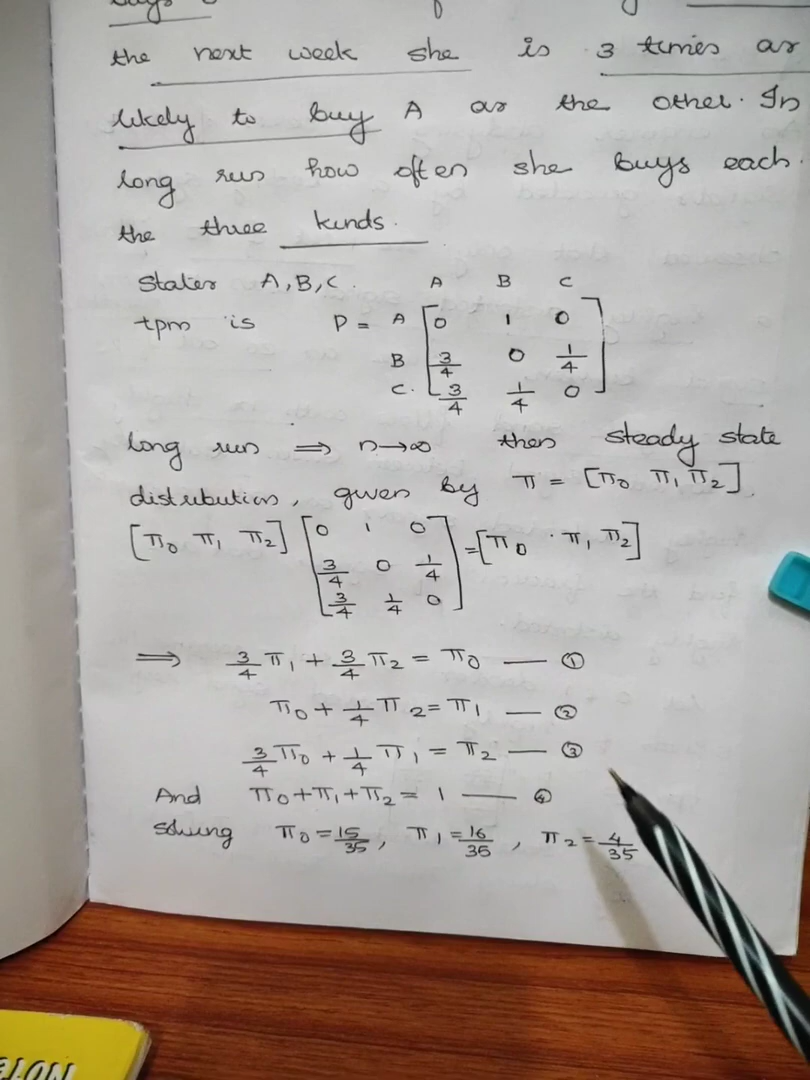 the next week she is 3 times as
likely to buy A as the other. In
long run how often she buys each.
the three kinds.
States A, B, C. A B C
tpm is P = A [ 0 1 0 ]
B [ 3/4 0 1/4 ]
C. [ 3/4 1/4 0 ]
long run ⟹ n→∞ then steady state
distribution, given by π = [π0 π1 π2].
[π0 π1 π2] [ 0 1 0 ] = [π0 · π1 π2]
[ 3/4 0 1/4 ]
[ 3/4 1/4 0 ]
⟹ 3/4 π1 + 3/4 π2 = π0 — ①
π0 + 1/4 π2 = π1 — ②
3/4 π0 + 1/4 π1 = π2 — ③
And π0 + π1 + π2 = 1 — ④
Solving π0 = 15/35, π1 = 16/35, π2 = 4/35